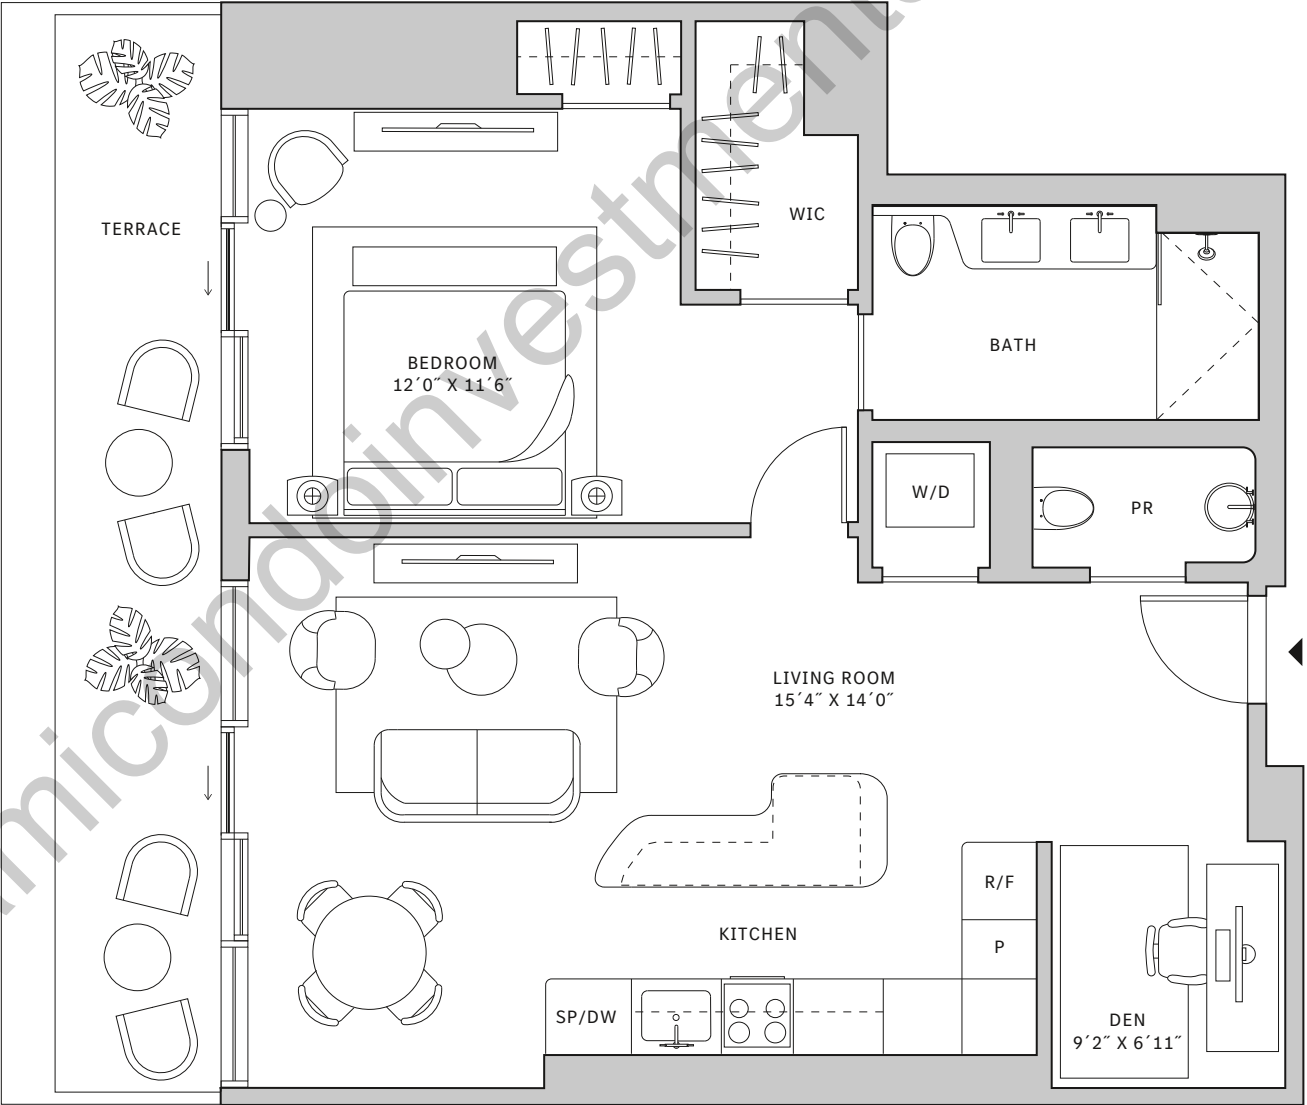 TERRACE
WIC
BATH
BEDROOM
12´0˝ X 11´6˝
W/D
PR
LIVING ROOM
15´4˝ X 14´0˝
R/F
KITCHEN
P
SP/DW
DEN
9´2˝ X 6´11˝
micondoinvestment